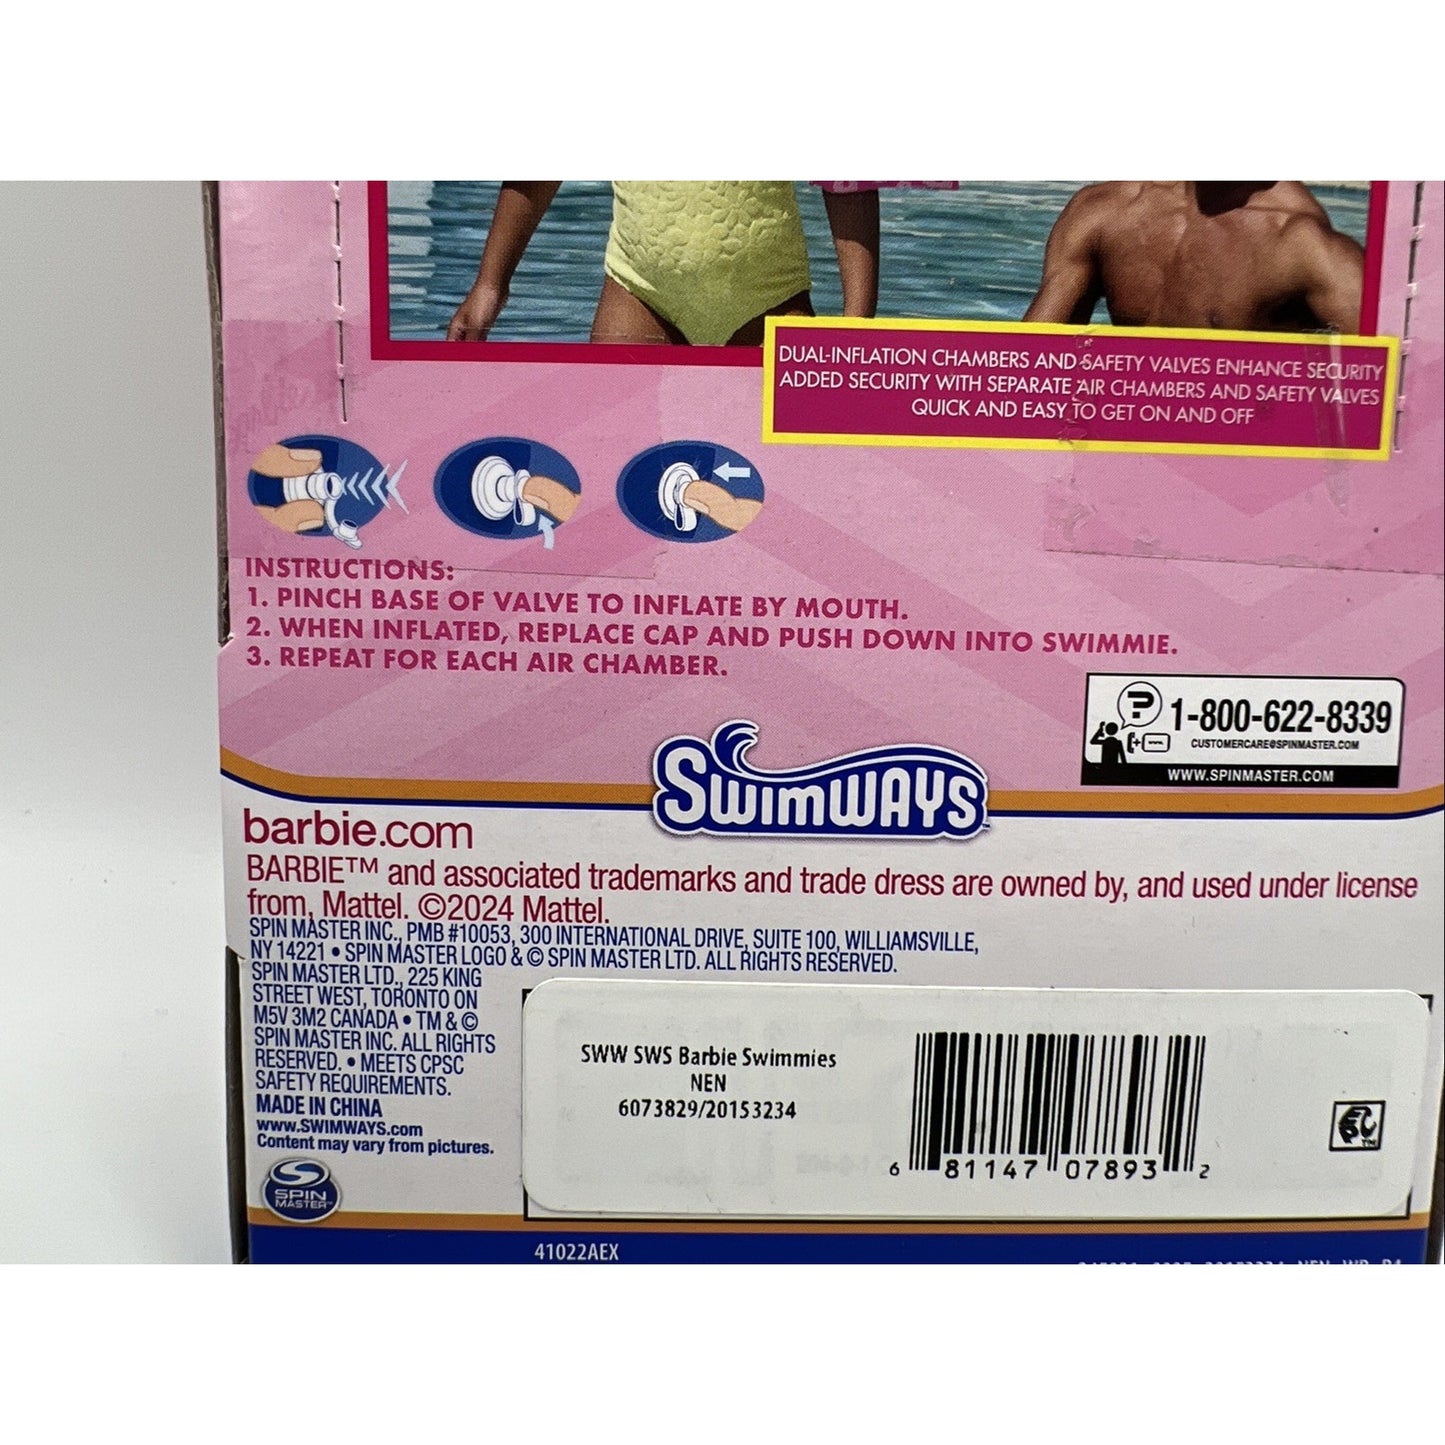 DUAL-INFLATION CHAMBERS AND SAFETY VALVES ENHANCE SECURITY
ADDED SECURITY WITH SEPARATE AIR CHAMBERS AND SAFETY VALVES
QUICK AND EASY TO GET ON AND OFF
INSTRUCTIONS:
1. PINCH BASE OF VALVE TO INFLATE BY MOUTH.
2. WHEN INFLATED, REPLACE CAP AND PUSH DOWN INTO SWIMMIE.
3. REPEAT FOR EACH AIR CHAMBER.
?
1-800-622-8339
CUSTOMERCARE@SPINMASTER.COM
WWW.SPINMASTER.COM
SWIMWAYS™
barbie.com
BARBIE™ and associated trademarks and trade dress are owned by, and used under license
from, Mattel. ©2024 Mattel.
SPIN MASTER INC., PMB #10053, 300 INTERNATIONAL DRIVE, SUITE 100, WILLIAMSVILLE,
NY 14221 • SPIN MASTER LOGO & © SPIN MASTER LTD. ALL RIGHTS RESERVED.
SPIN MASTER LTD., 225 KING
STREET WEST, TORONTO ON
M5V 3M2 CANADA • TM & ©
SPIN MASTER INC. ALL RIGHTS
RESERVED. • MEETS CPSC
SAFETY REQUIREMENTS.
MADE IN CHINA
www.SWIMWAYS.com
Content may vary from pictures.
SPIN
MASTER™
SWW SWS Barbie Swimmies
NEN
6073829/20153234
6 81147 07893 2
41022AEX